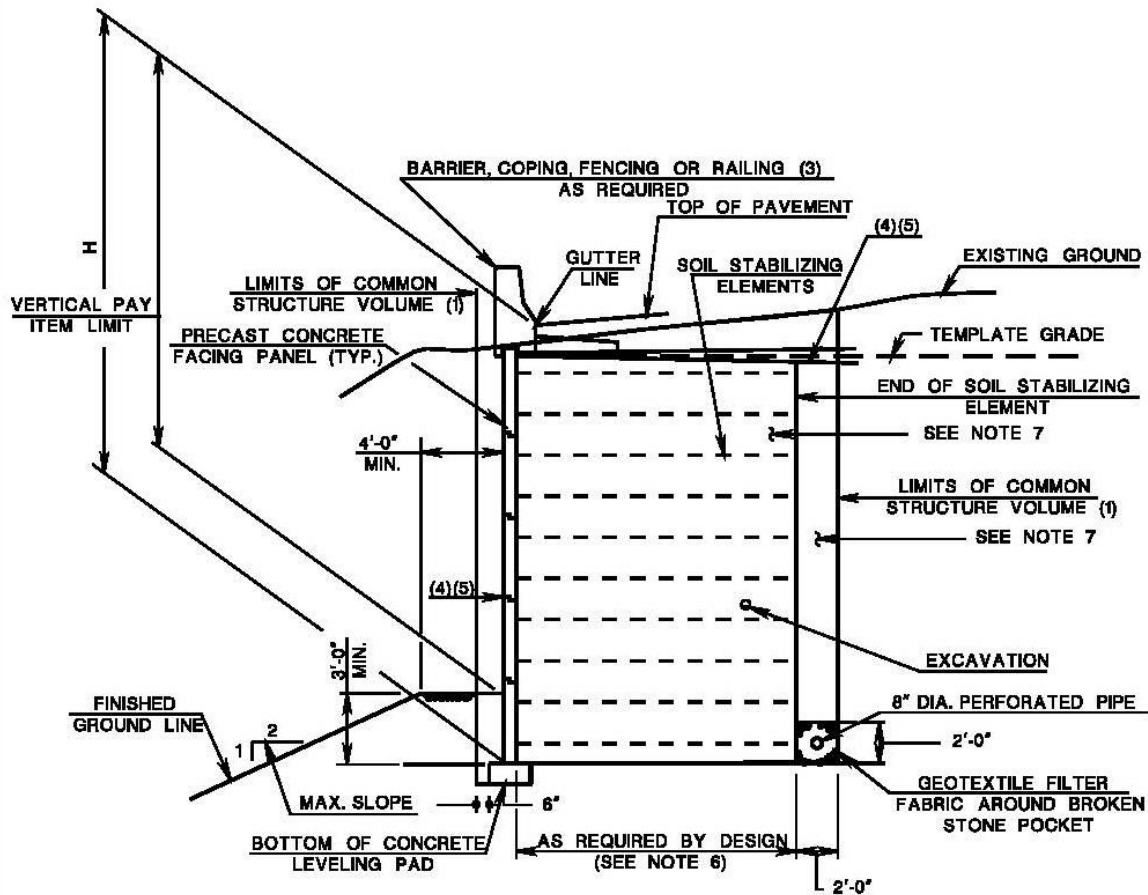 BARRIER, COPING, FENCING OR RAILING (3)
AS REQUIRED
TOP OF PAVEMENT
(4)(5)
GUTTER
LINE
SOIL STABILIZING
ELEMENTS
EXISTING GROUND
H
LIMITS OF COMMON
STRUCTURE VOLUME (1)
VERTICAL PAY
ITEM LIMIT
PRECAST CONCRETE
FACING PANEL (TYP.)
TEMPLATE GRADE
END OF SOIL STABILIZING
ELEMENT
4'-0"
MIN.
SEE NOTE 7
LIMITS OF COMMON
STRUCTURE VOLUME (1)
SEE NOTE 7
(4)(5)
3'-0"
MIN.
EXCAVATION
FINISHED
GROUND LINE
8" DIA. PERFORATED PIPE
2
1
2'-0"
MAX. SLOPE
6"
GEOTEXTILE FILTER
FABRIC AROUND BROKEN
STONE POCKET
BOTTOM OF CONCRETE
LEVELING PAD
AS REQUIRED BY DESIGN
(SEE NOTE 6)
2'-0"